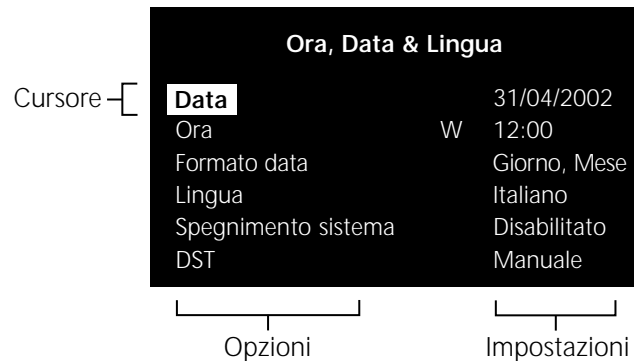 Ora, Data & Lingua
Cursore
Data 31/04/2002
Ora W 12:00
Formato data Giorno, Mese
Lingua Italiano
Spegnimento sistema Disabilitato
DST Manuale
Opzioni Impostazioni